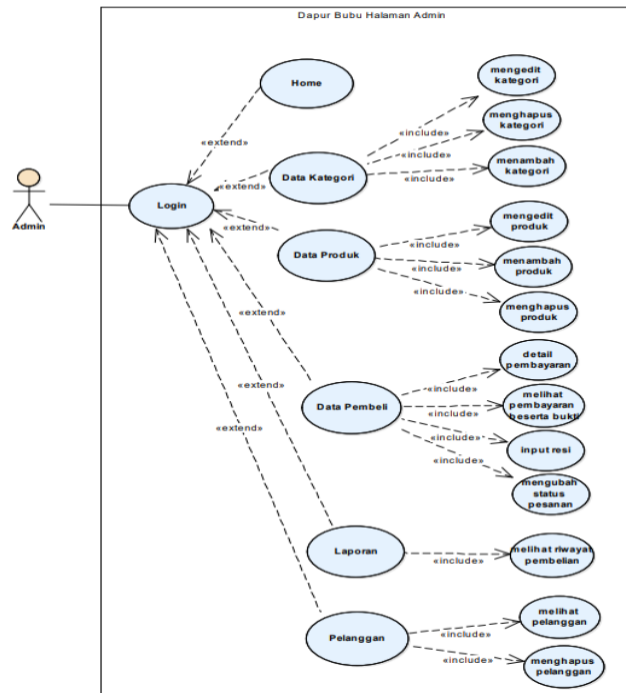 Dapur Bubu Halaman Admin
Home
mengedit
kategori
«extend»
«include»
menghapus
kategori
«include»
Data Kategori
menambah
kategori
«include»
«extend»
Admin
Login
«extend»
mengedit
produk
«include»
Data Produk
menambah
produk
«include»
«include»
menghapus
produk
«extend»
detail
pembayaran
«include»
«extend»
Data Pembeli
melihat
pembayaran
beserta bukti
«include»
«include»
input resi
«extend»
«include»
mengubah
status
pesanan
Laporan
melihat riwayat
pembelian
«include»
Pelanggan
melihat
pelanggan
«include»
«include»
menghapus
pelanggan